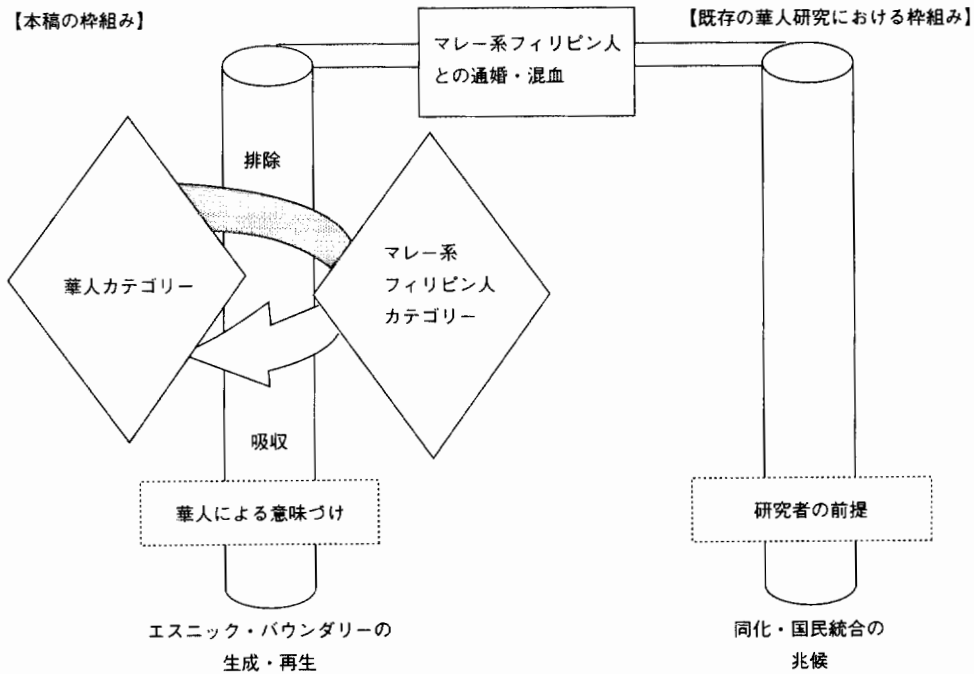 【本稿の枠組み】
【既存の華人研究における枠組み】
マレー系フィリピン人
との通婚・混血
排除
華人カテゴリー
マレー系
フィリピン人
カテゴリー
吸収
華人による意味づけ
研究者の前提
エスニック・バウンダリーの
生成・再生
同化・国民統合の
兆候